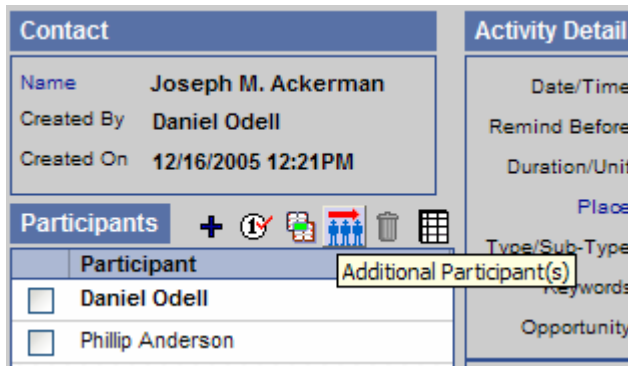 Contact
Name Joseph M. Ackerman
Created By Daniel Odell
Created On 12/16/2005 12:21PM
Participants
Participant
Daniel Odell
Phillip Anderson
Additional Participant(s)
Activity Detail
Date/Time
Remind Before
Duration/Unit
Place
Type/Sub-Type
Keywords
Opportunity